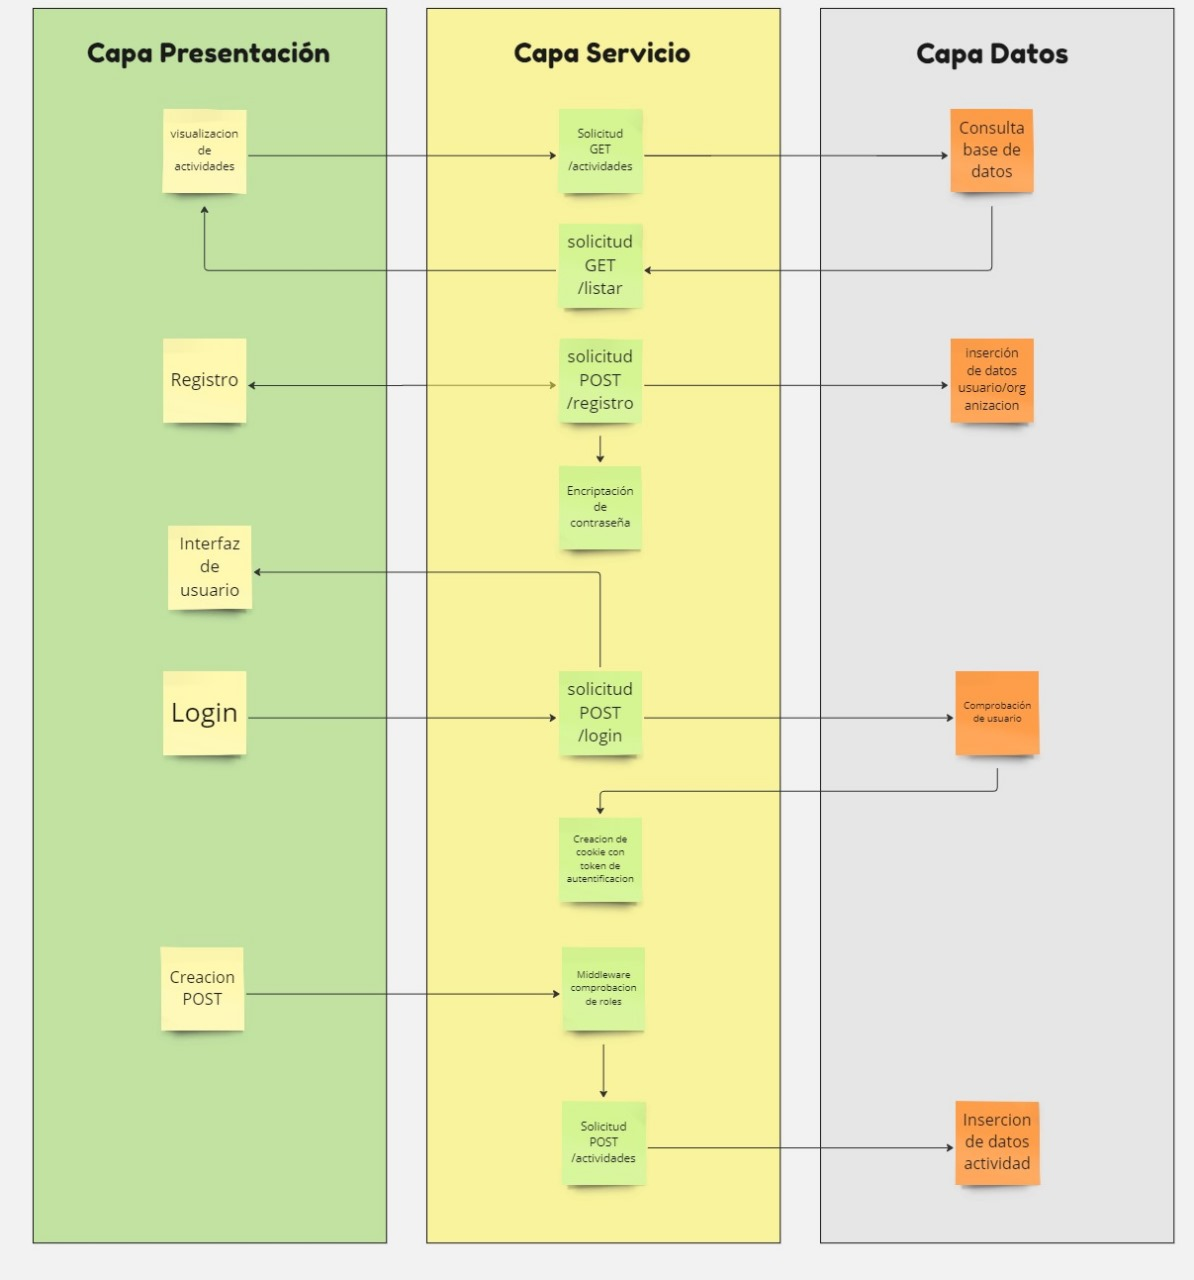 Capa Presentación
Capa Servicio
Capa Datos
visualizacion
de
actividades
Solicitud
GET
/actividades
Consulta
base de
datos
solicitud
GET
/listar
Registro
solicitud
POST
/registro
inserción
de datos
usuario/org
anizacion
Encriptación
de
contraseña
Interfaz
de
usuario
Login
solicitud
POST
/login
Comprobación
de usuario
Creacion de
cookie con
token de
autentificacion
Creacion
POST
Middleware
comprobacion
de roles
Solicitud
POST
/actividades
Insercion
de datos
actividad